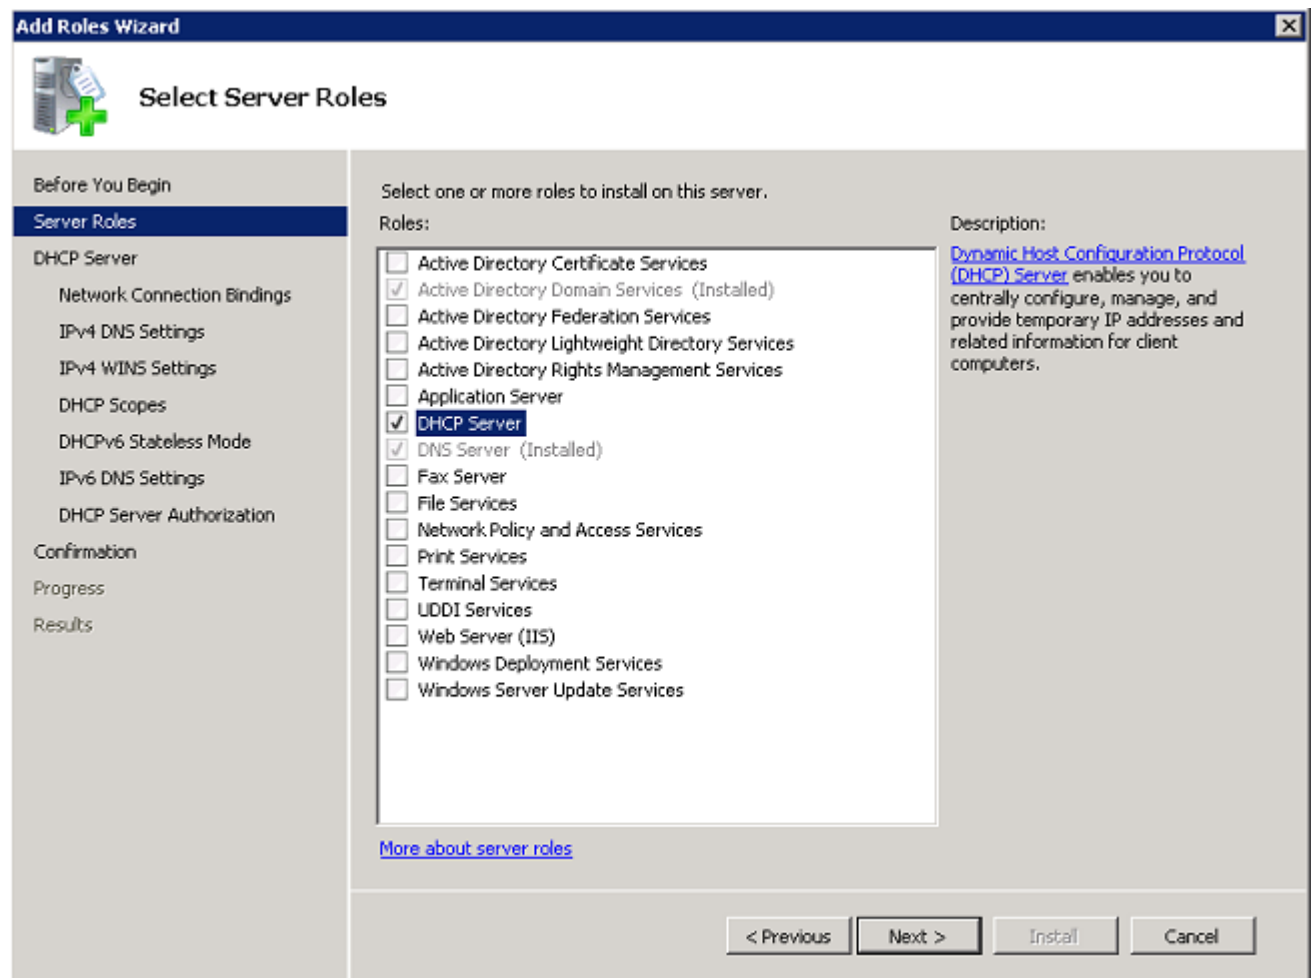 Add Roles Wizard
Select Server Roles
Before You Begin
Server Roles
DHCP Server
Network Connection Bindings
IPv4 DNS Settings
IPv4 WINS Settings
DHCP Scopes
DHCPv6 Stateless Mode
IPv6 DNS Settings
DHCP Server Authorization
Confirmation
Progress
Results
Select one or more roles to install on this server.
Roles:
Active Directory Certificate Services
Active Directory Domain Services (Installed)
Active Directory Federation Services
Active Directory Lightweight Directory Services
Active Directory Rights Management Services
Application Server
DHCP Server
DNS Server (Installed)
Fax Server
File Services
Network Policy and Access Services
Print Services
Terminal Services
UDDI Services
Web Server (IIS)
Windows Deployment Services
Windows Server Update Services
More about server roles
Description:
Dynamic Host Configuration Protocol
(DHCP) Server enables you to
centrally configure, manage, and
provide temporary IP addresses and
related information for client
computers.
< Previous
Next >
Install
Cancel